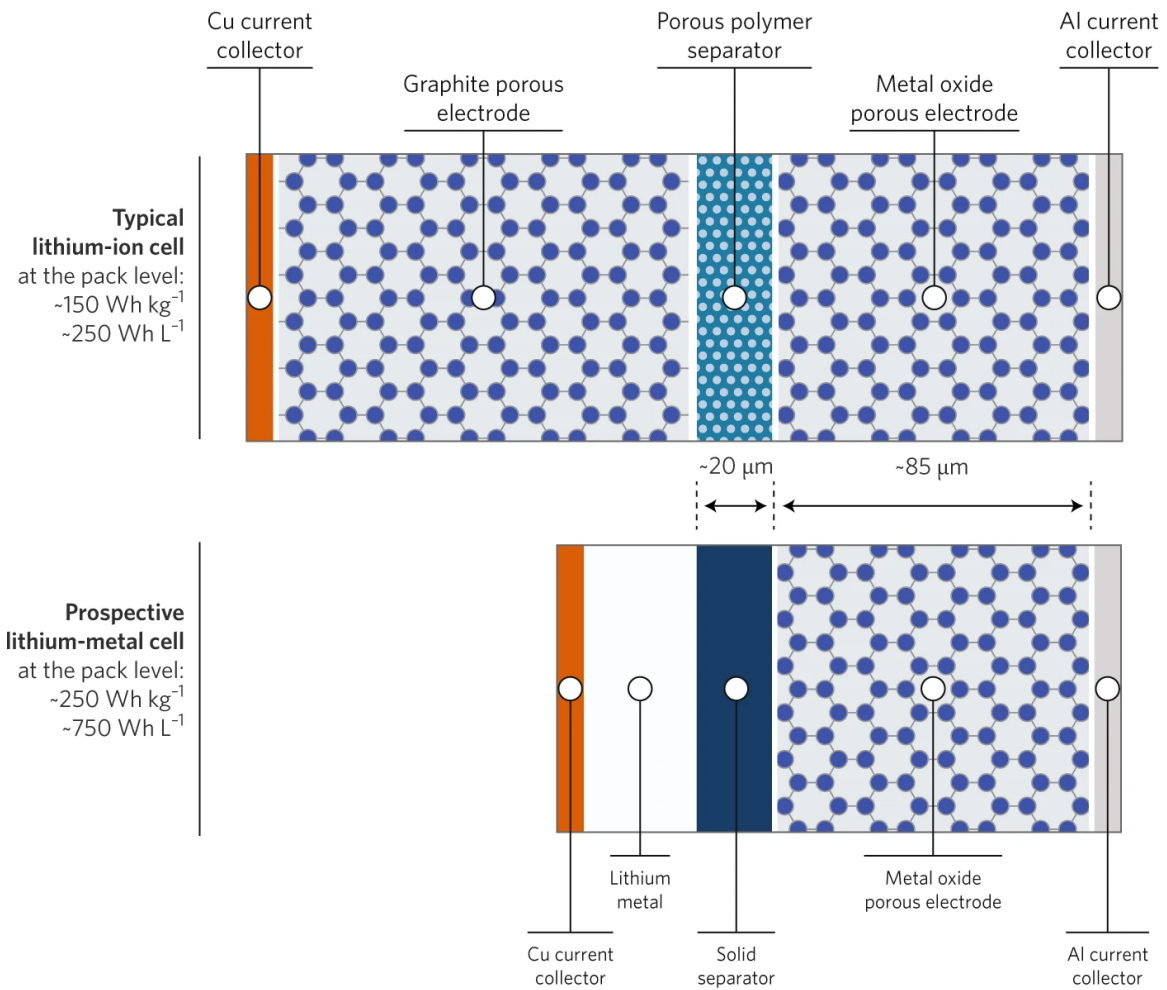 Cu current
collector
Porous polymer
separator
Al current
collector
Graphite porous
electrode
Metal oxide
porous electrode
Typical
lithium-ion cell
at the pack level:
~150 Wh kg⁻¹
~250 Wh L⁻¹
~20 µm
~85 µm
Prospective
lithium-metal cell
at the pack level:
~250 Wh kg⁻¹
~750 Wh L⁻¹
Lithium
metal
Metal oxide
porous electrode
Cu current
collector
Solid
separator
Al current
collector